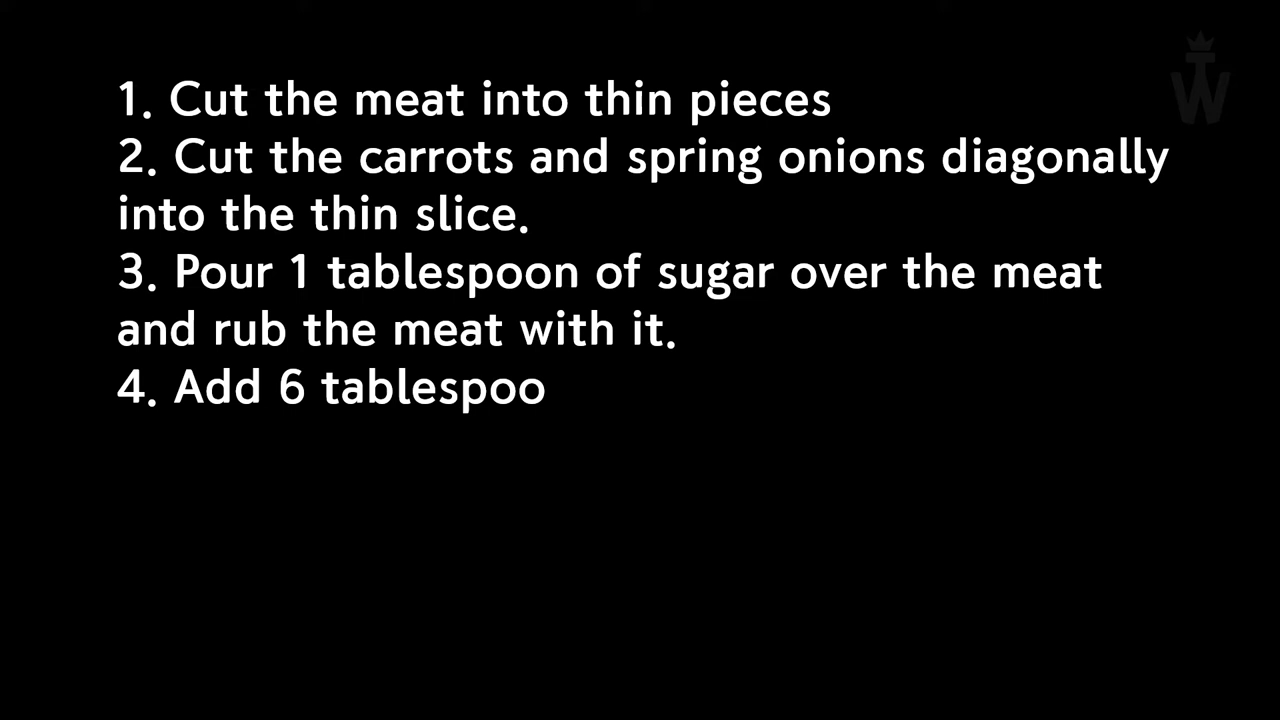 1. Cut the meat into thin pieces
2. Cut the carrots and spring onions diagonally
into the thin slice.
3. Pour 1 tablespoon of sugar over the meat
and rub the meat with it.
4. Add 6 tablespoo